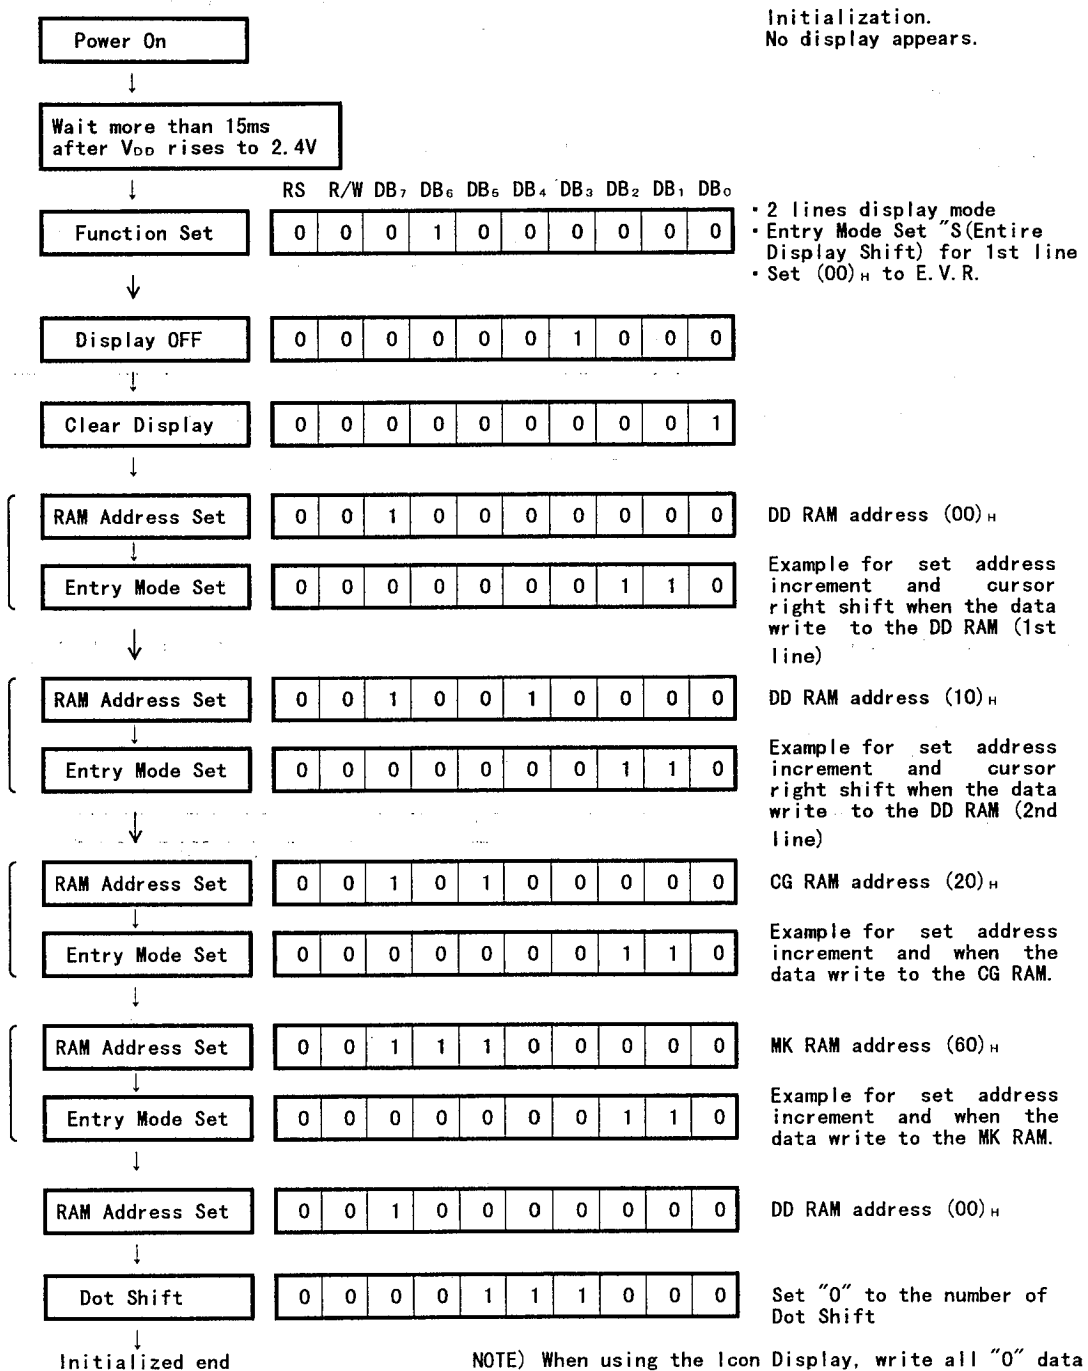 Initialization.
Power On
No display appears.
↓
Wait more than 15ms
after VDD rises to 2.4V
↓ RS R/W DB7 DB6 DB5 DB4 DB3 DB2 DB1 DB0
Function Set 0 0 0 1 0 0 0 0 0 0
・2 lines display mode
・Entry Mode Set "S(Entire
Display Shift) for 1st line
・Set (00)H to E.V.R.
↓
Display OFF 0 0 0 0 0 0 1 0 0 0
↓
Clear Display 0 0 0 0 0 0 0 0 0 1
↓
RAM Address Set 0 0 1 0 0 0 0 0 0 0 DD RAM address (00)H
↓
Entry Mode Set 0 0 0 0 0 0 0 1 1 0
Example for set address
increment and cursor
right shift when the data
write to the DD RAM (1st
line)
↓
RAM Address Set 0 0 1 0 0 1 0 0 0 0 DD RAM address (10)H
↓
Entry Mode Set 0 0 0 0 0 0 0 1 1 0
Example for set address
increment and cursor
right shift when the data
write to the DD RAM (2nd
line)
↓
RAM Address Set 0 0 1 0 1 0 0 0 0 0 CG RAM address (20)H
↓
Entry Mode Set 0 0 0 0 0 0 0 1 1 0
Example for set address
increment and when the
data write to the CG RAM.
↓
RAM Address Set 0 0 1 1 1 0 0 0 0 0 MK RAM address (60)H
↓
Entry Mode Set 0 0 0 0 0 0 0 1 1 0
Example for set address
increment and when the
data write to the MK RAM.
↓
RAM Address Set 0 0 1 0 0 0 0 0 0 0 DD RAM address (00)H
↓
Dot Shift 0 0 0 0 1 1 1 0 0 0
Set "0" to the number of
Dot Shift
↓
Initialized end
NOTE) When using the Icon Display, write all "0" data